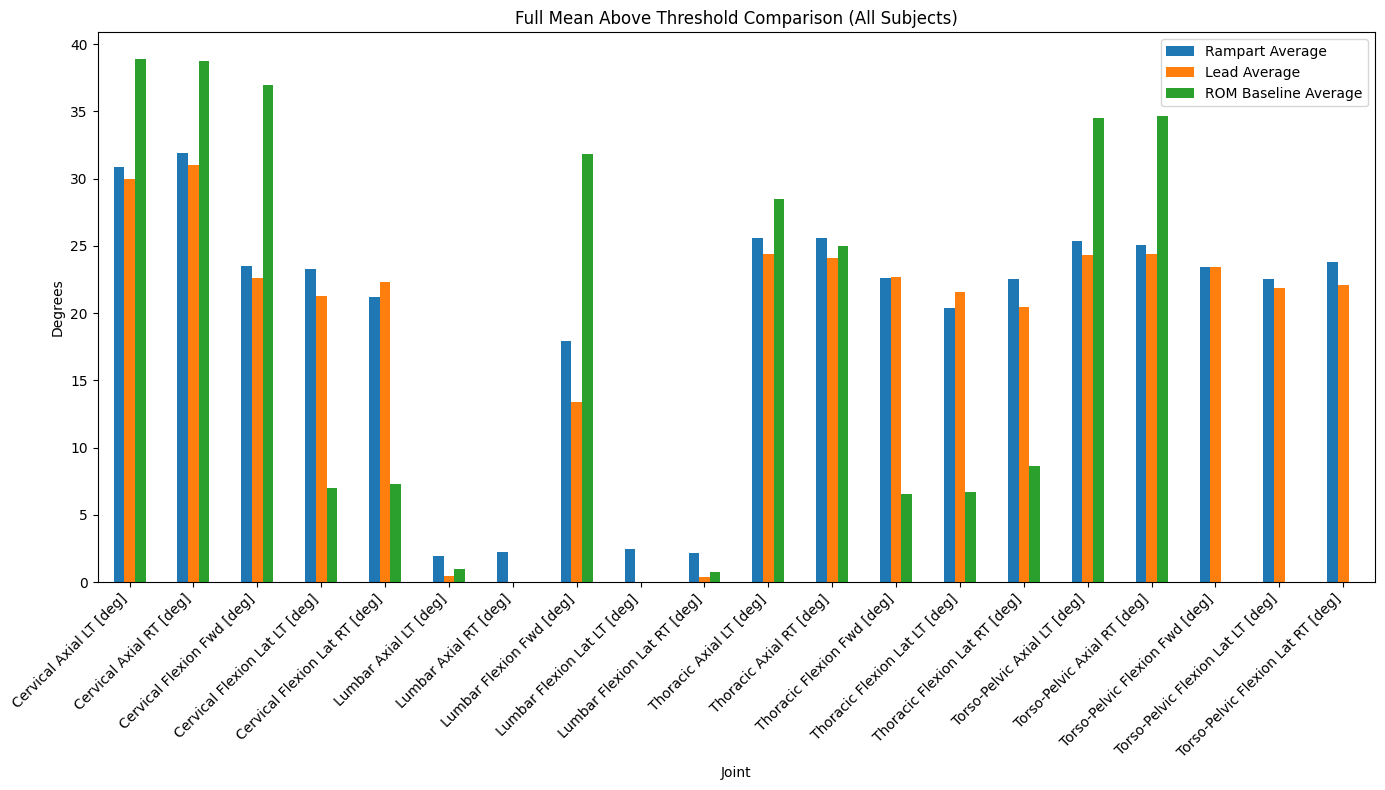 Full Mean Above Threshold Comparison (All Subjects)
Rampart Average
Lead Average
ROM Baseline Average
Degrees
40
35
30
25
20
15
10
5
0
Cervical Axial LT [deg]
Cervical Axial RT [deg]
Cervical Flexion Fwd [deg]
Cervical Flexion Lat LT [deg]
Cervical Flexion Lat RT [deg]
Lumbar Axial LT [deg]
Lumbar Axial RT [deg]
Lumbar Flexion Fwd [deg]
Lumbar Flexion Lat LT [deg]
Lumbar Flexion Lat RT [deg]
Thoracic Axial LT [deg]
Thoracic Axial RT [deg]
Thoracic Flexion Fwd [deg]
Thoracic Flexion Lat LT [deg]
Thoracic Flexion Lat RT [deg]
Torso-Pelvic Axial LT [deg]
Torso-Pelvic Axial RT [deg]
Torso-Pelvic Flexion Fwd [deg]
Torso-Pelvic Flexion Lat LT [deg]
Torso-Pelvic Flexion Lat RT [deg]
Joint